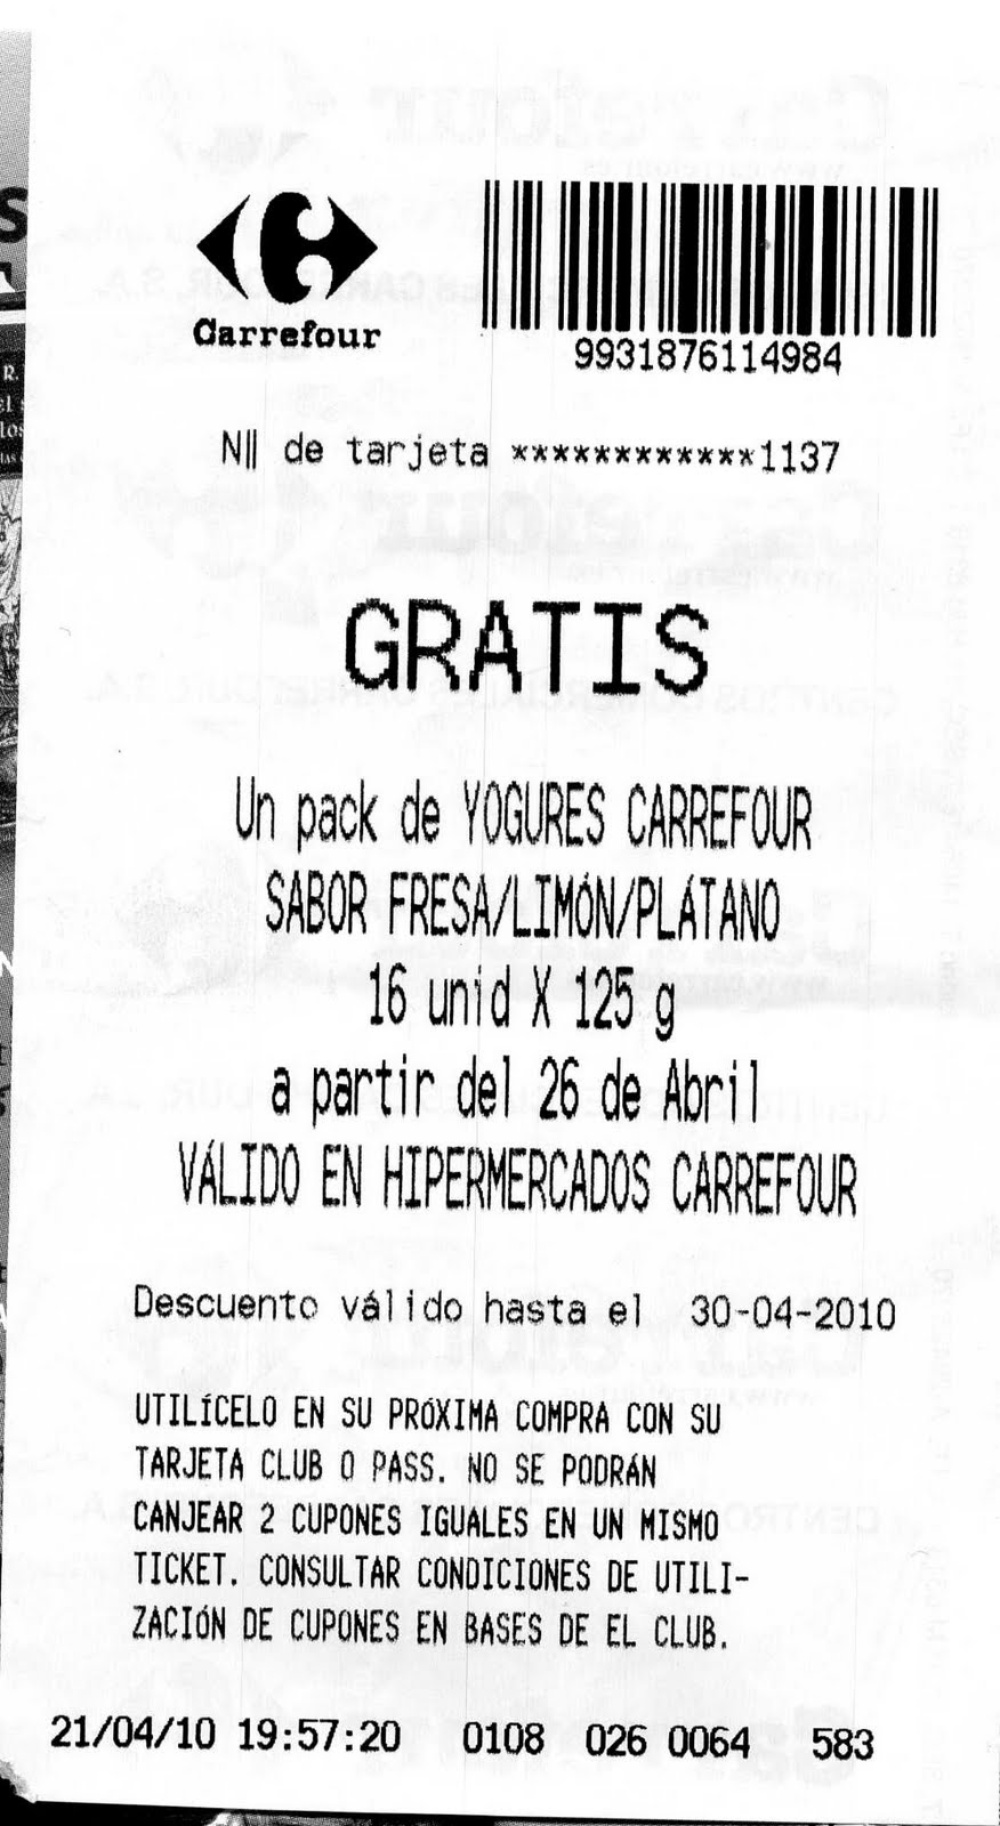 Carrefour
9931876114984
N‖ de tarjeta ************1137
GRATIS
Un pack de YOGURES CARREFOUR
SABOR FRESA/LIMÓN/PLÁTANO
16 unid X 125 g
a partir del 26 de Abril
VÁLIDO EN HIPERMERCADOS CARREFOUR
Descuento válido hasta el 30-04-2010
UTILÍCELO EN SU PRÓXIMA COMPRA CON SU
TARJETA CLUB O PASS. NO SE PODRÁN
CANJEAR 2 CUPONES IGUALES EN UN MISMO
TICKET. CONSULTAR CONDICIONES DE UTILI-
ZACIÓN DE CUPONES EN BASES DE EL CLUB.
21/04/10 19:57:20 0108 026 0064 583